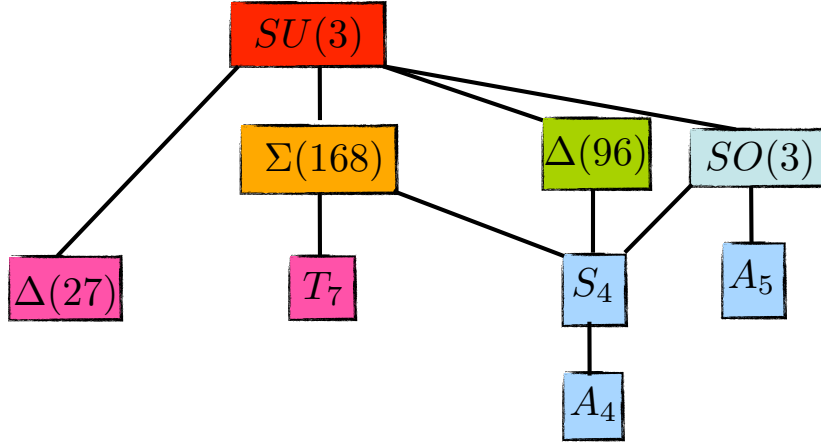 SU(3)
Σ(168)
Δ(96)
SO(3)
Δ(27)
T₇
S₄
A₅
A₄